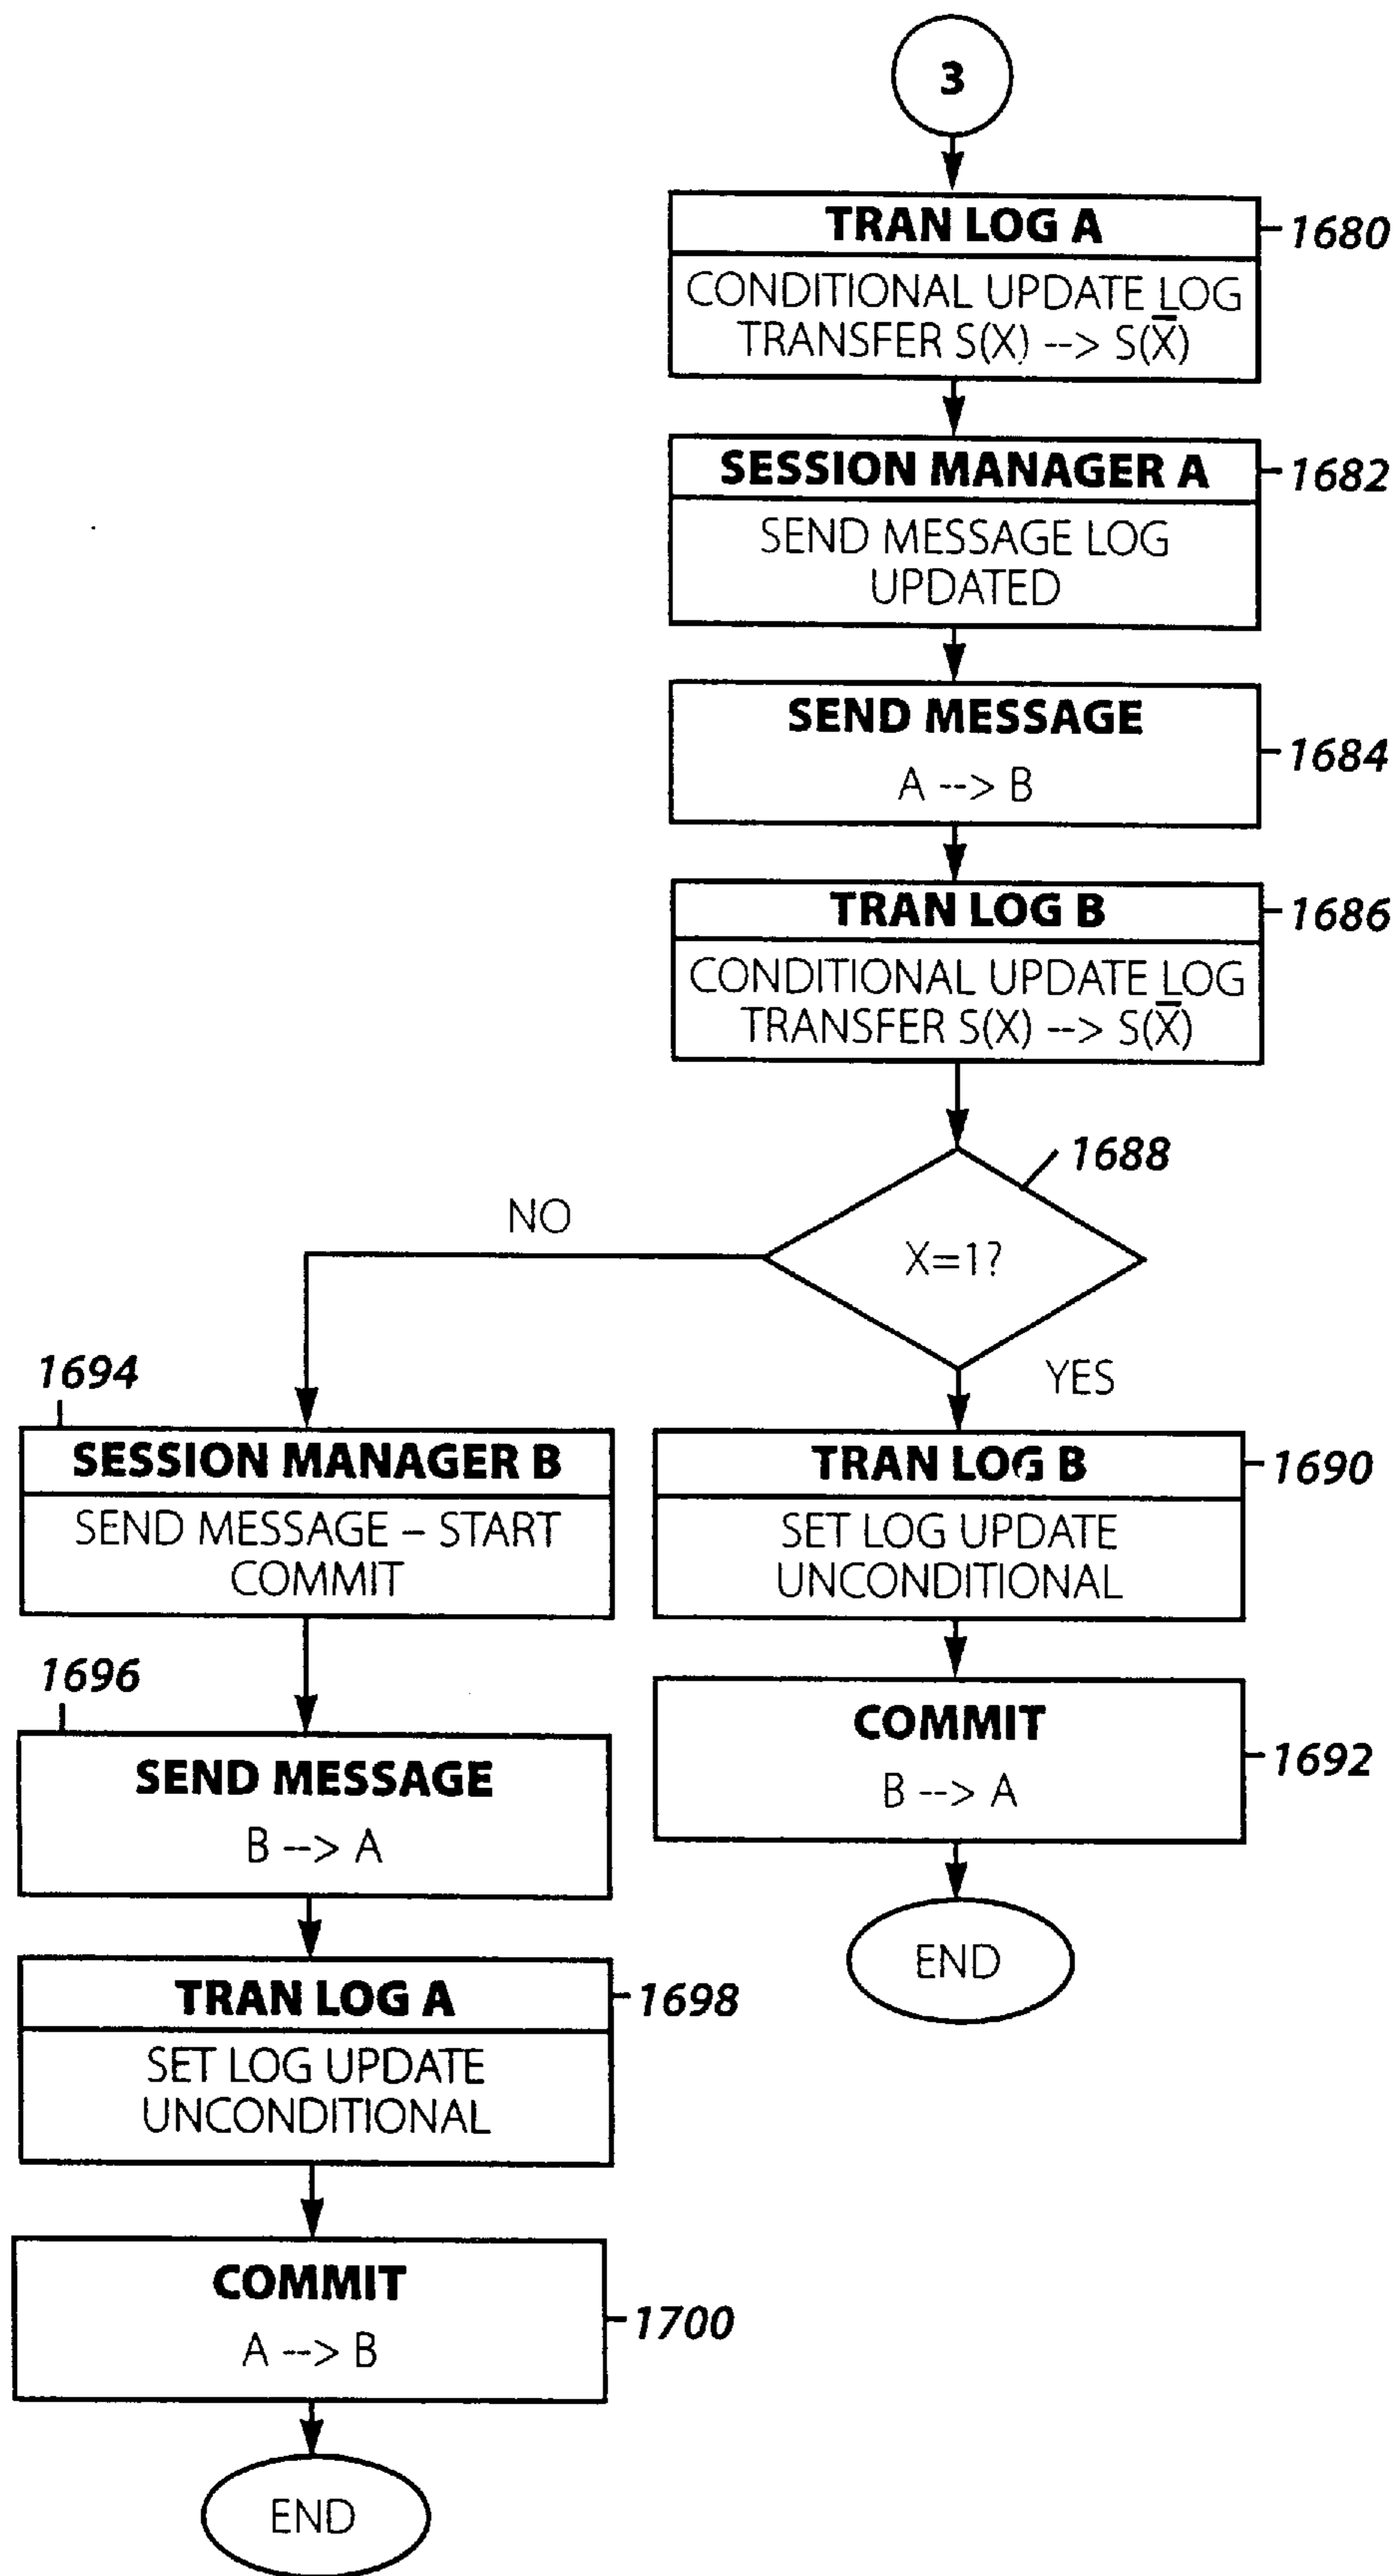 3
TRAN LOG A
1680
CONDITIONAL UPDATE LOG
TRANSFER S(X) --> S(X̅)
SESSION MANAGER A
1682
SEND MESSAGE LOG
UPDATED
SEND MESSAGE
1684
A --> B
TRAN LOG B
1686
CONDITIONAL UPDATE LOG
TRANSFER S(X) --> S(X̅)
1688
X=1?
NO
YES
1694
SESSION MANAGER B
SEND MESSAGE – START
COMMIT
1696
SEND MESSAGE
B --> A
TRAN LOG A
1698
SET LOG UPDATE
UNCONDITIONAL
COMMIT
1700
A --> B
END
TRAN LOG B
1690
SET LOG UPDATE
UNCONDITIONAL
COMMIT
1692
B --> A
END